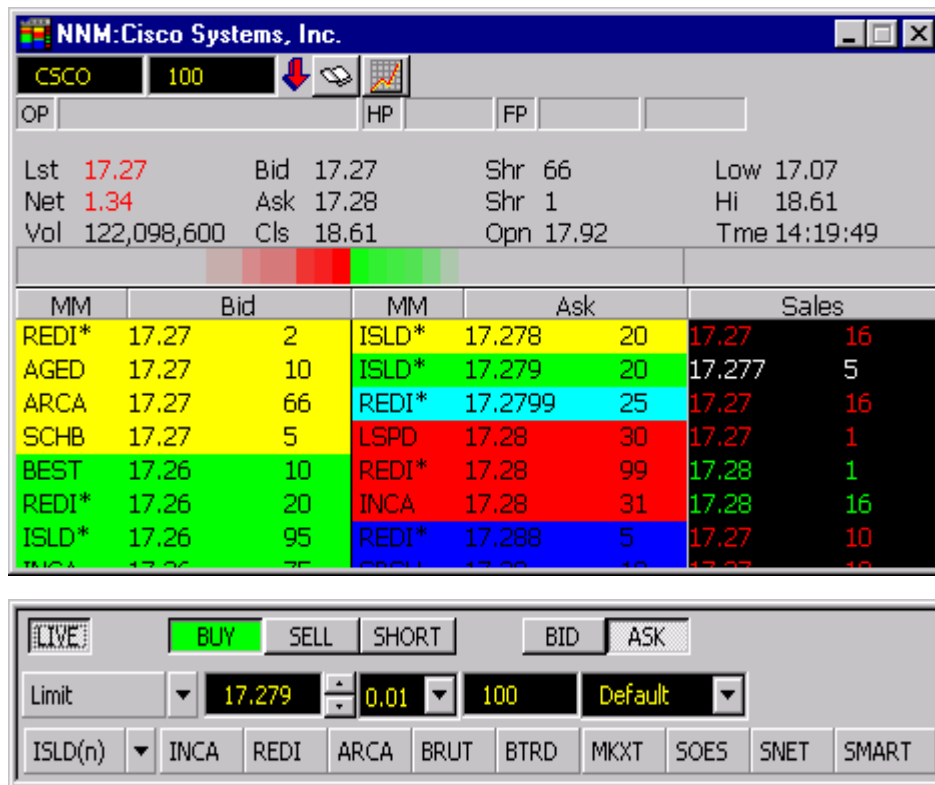 NNM:Cisco Systems, Inc.
CSCO 100
OP HP FP
Lst 17.27 Bid 17.27 Shr 66 Low 17.07
Net 1.34 Ask 17.28 Shr 1 Hi 18.61
Vol 122,098,600 Cls 18.61 Opn 17.92 Tme 14:19:49
MM Bid MM Ask Sales
REDI* 17.27 2 ISLD* 17.278 20 17.27 16
AGED 17.27 10 ISLD* 17.279 20 17.277 5
ARCA 17.27 66 REDI* 17.2799 25 17.27 16
SCHB 17.27 5 LSPD 17.28 30 17.27 1
BEST 17.26 10 REDI* 17.28 99 17.28 1
REDI* 17.26 20 INCA 17.28 31 17.28 16
ISLD* 17.26 95 REDI* 17.288 5 17.27 10
LIVE BUY SELL SHORT BID ASK
Limit 17.279 0.01 100 Default
ISLD(n) INCA REDI ARCA BRUT BTRD MKXT SOES SNET SMART